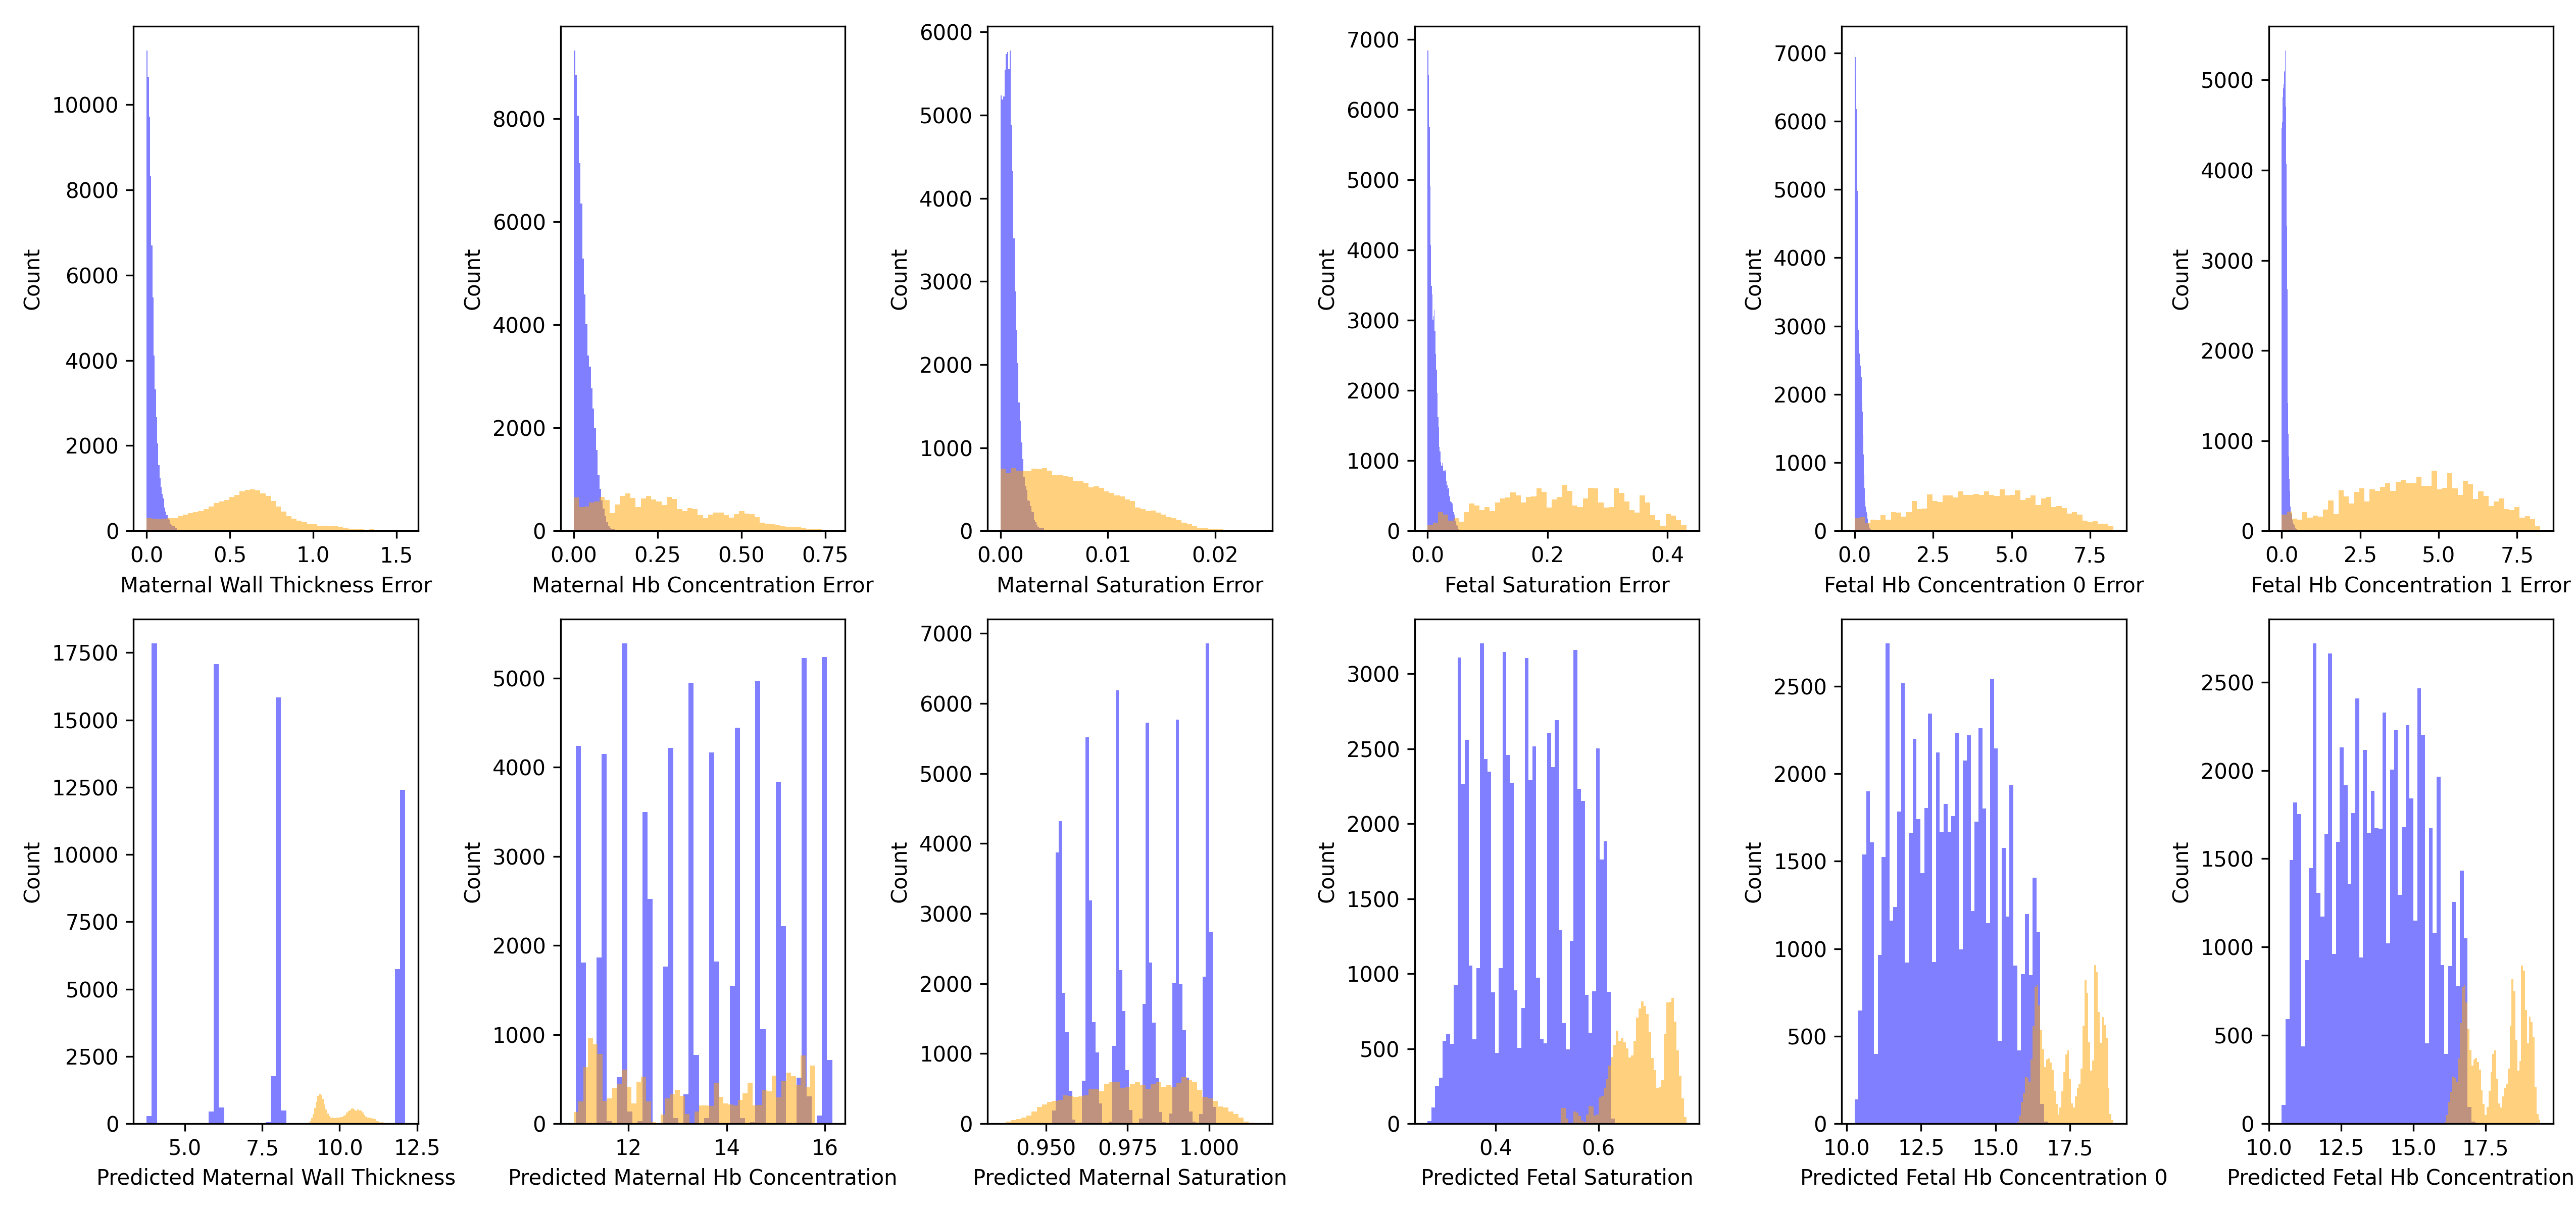 Count
10000
8000
6000
4000
2000
0
0.0 0.5 1.0 1.5
Maternal Wall Thickness Error
Count
8000
6000
4000
2000
0
0.00 0.25 0.50 0.75
Maternal Hb Concentration Error
Count
6000
5000
4000
3000
2000
1000
0
0.00 0.01 0.02
Maternal Saturation Error
Count
7000
6000
5000
4000
3000
2000
1000
0
0.0 0.2 0.4
Fetal Saturation Error
Count
7000
6000
5000
4000
3000
2000
1000
0
0.0 2.5 5.0 7.5
Fetal Hb Concentration 0 Error
Count
5000
4000
3000
2000
1000
0
0.0 2.5 5.0 7.5
Fetal Hb Concentration 1 Error
Count
17500
15000
12500
10000
7500
5000
2500
0
5.0 7.5 10.0 12.5
Predicted Maternal Wall Thickness
Count
5000
4000
3000
2000
1000
0
12 14 16
Predicted Maternal Hb Concentration
Count
7000
6000
5000
4000
3000
2000
1000
0
0.950 0.975 1.000
Predicted Maternal Saturation
Count
3000
2500
2000
1500
1000
500
0
0.4 0.6
Predicted Fetal Saturation
Count
2500
2000
1500
1000
500
0
10.0 12.5 15.0 17.5
Predicted Fetal Hb Concentration 0
Count
2500
2000
1500
1000
500
0
10.0 12.5 15.0 17.5
Predicted Fetal Hb Concentration